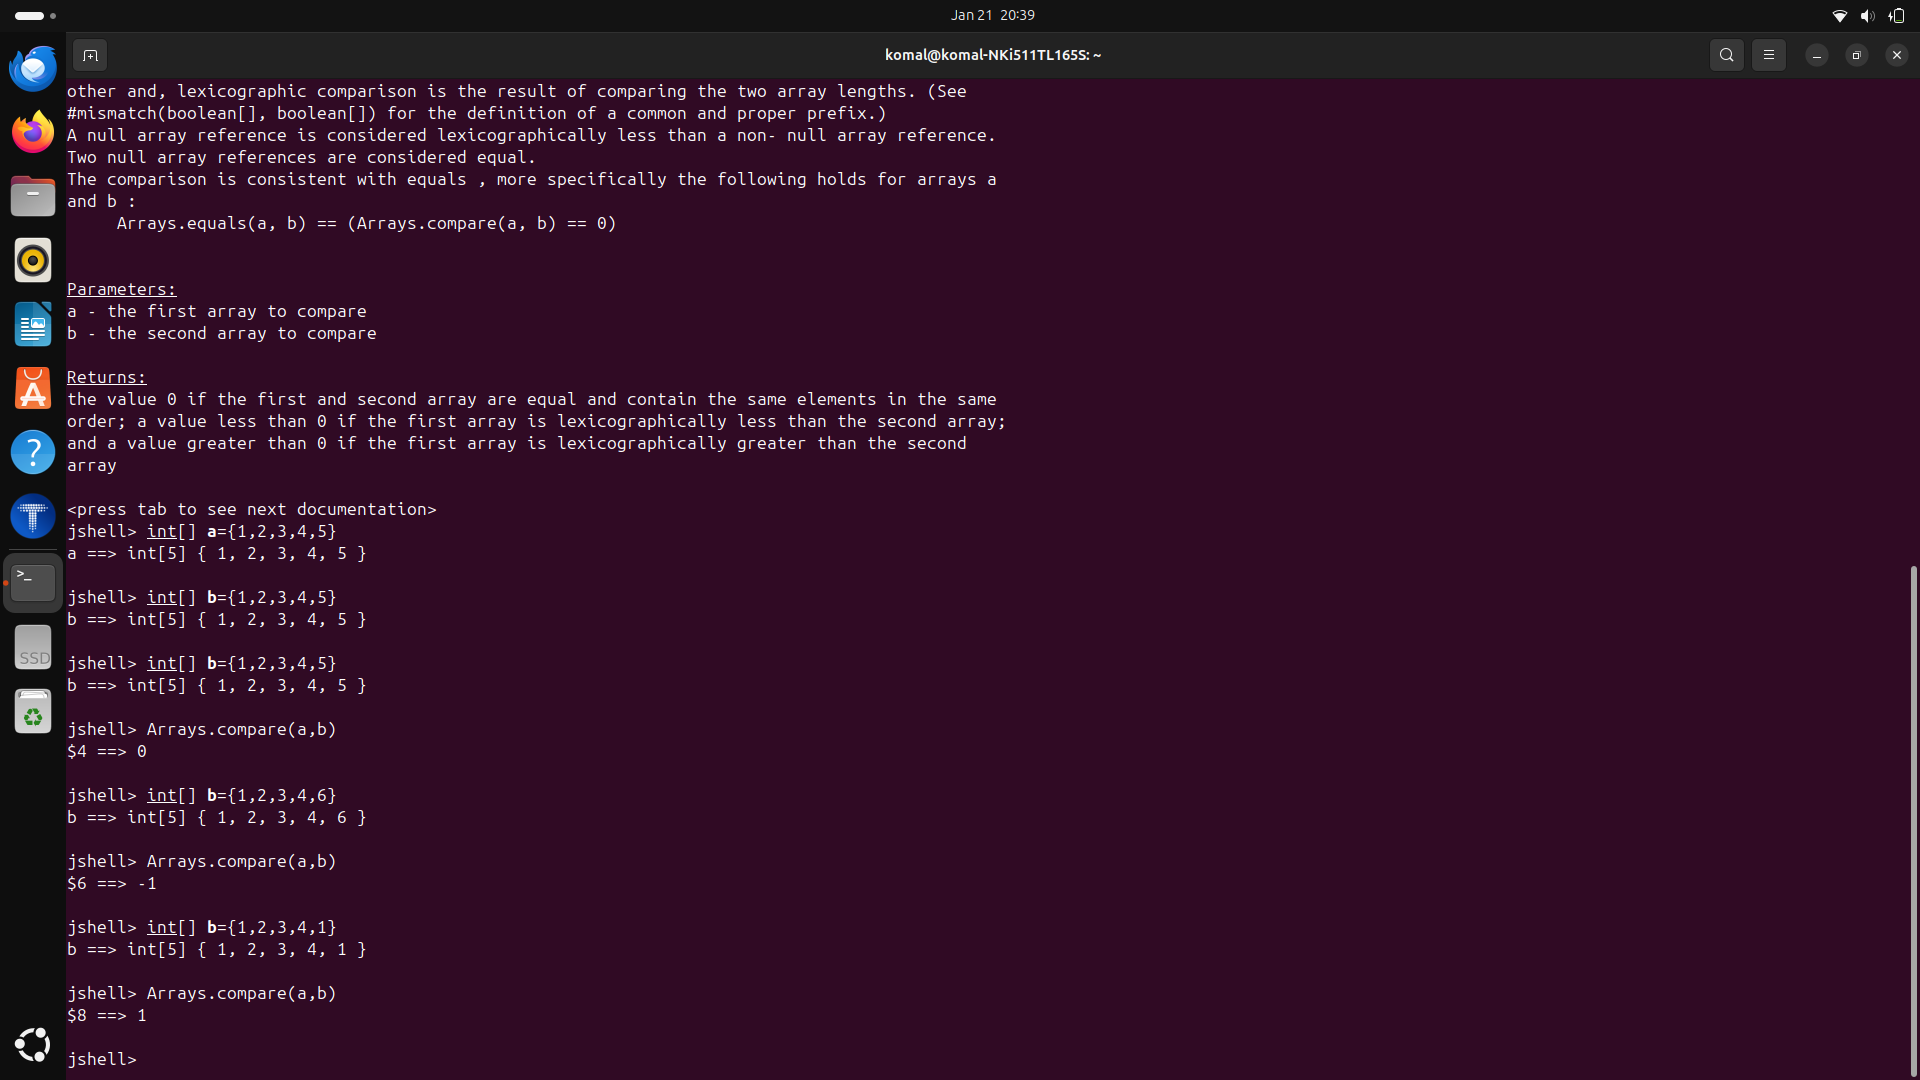 Jan 21 20:39
komal@komal-NKi511TL165S: ~
other and, lexicographic comparison is the result of comparing the two array lengths. (See
#mismatch(boolean[], boolean[]) for the definition of a common and proper prefix.)
A null array reference is considered lexicographically less than a non- null array reference.
Two null array references are considered equal.
The comparison is consistent with equals , more specifically the following holds for arrays a
and b :
Arrays.equals(a, b) == (Arrays.compare(a, b) == 0)
Parameters:
a - the first array to compare
b - the second array to compare
Returns:
the value 0 if the first and second array are equal and contain the same elements in the same
order; a value less than 0 if the first array is lexicographically less than the second array;
and a value greater than 0 if the first array is lexicographically greater than the second
array
<press tab to see next documentation>
jshell> int[] a={1,2,3,4,5}
a ==> int[5] { 1, 2, 3, 4, 5 }
jshell> int[] b={1,2,3,4,5}
b ==> int[5] { 1, 2, 3, 4, 5 }
jshell> int[] b={1,2,3,4,5}
b ==> int[5] { 1, 2, 3, 4, 5 }
jshell> Arrays.compare(a,b)
$4 ==> 0
jshell> int[] b={1,2,3,4,6}
b ==> int[5] { 1, 2, 3, 4, 6 }
jshell> Arrays.compare(a,b)
$6 ==> -1
jshell> int[] b={1,2,3,4,1}
b ==> int[5] { 1, 2, 3, 4, 1 }
jshell> Arrays.compare(a,b)
$8 ==> 1
jshell>
SSD